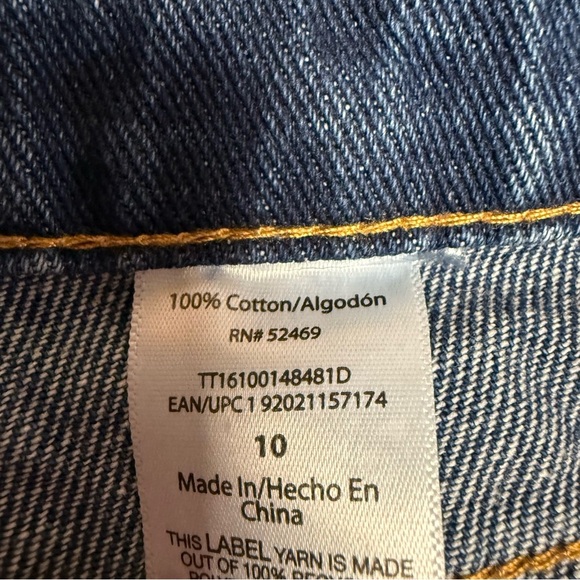 100% Cotton/Algodón
RN# 52469
TT16100148481D
EAN/UPC 1 92021157174
10
Made In/Hecho En
China
THIS LABEL YARN IS MADE
OUT OF 100%